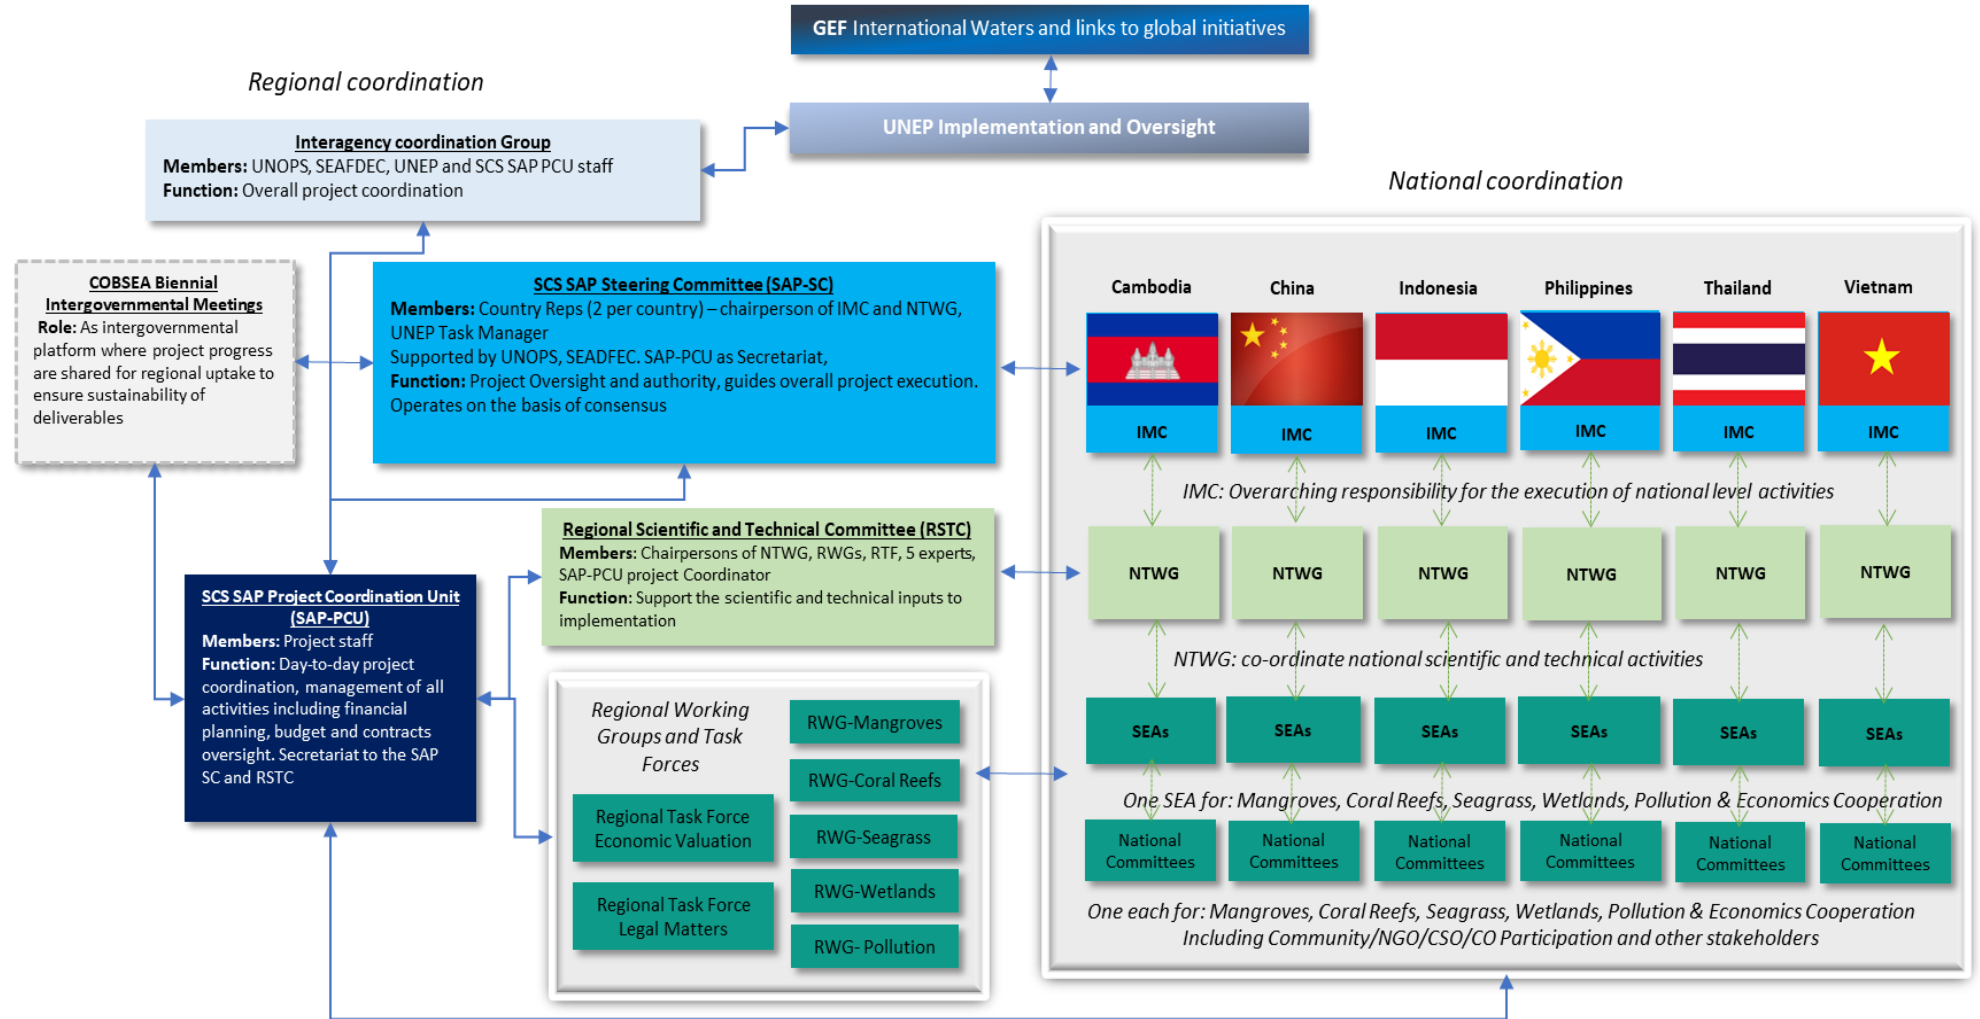 GEF International Waters and links to global initiatives
Regional coordination
UNEP Implementation and Oversight
Interagency coordination Group
Members: UNOPS, SEAFDEC, UNEP and SCS SAP PCU staff
Function: Overall project coordination
National coordination
COBSEA Biennial
Intergovernmental Meetings
Role: As intergovernmental
platform where project progress
are shared for regional uptake to
ensure sustainability of
deliverables
SCS SAP Steering Committee (SAP-SC)
Members: Country Reps (2 per country) – chairperson of IMC and NTWG,
UNEP Task Manager
Supported by UNOPS, SEADFEC. SAP-PCU as Secretariat,
Function: Project Oversight and authority, guides overall project execution.
Operates on the basis of consensus
Regional Scientific and Technical Committee (RSTC)
Members: Chairpersons of NTWG, RWGs, RTF, 5 experts,
SAP-PCU project Coordinator
Function: Support the scientific and technical inputs to
implementation
SCS SAP Project Coordination Unit
(SAP-PCU)
Members: Project staff
Function: Day-to-day project
coordination, management of all
activities including financial
planning, budget and contracts
oversight. Secretariat to the SAP
SC and RSTC
Regional Working
Groups and Task
Forces
Regional Task Force
Economic Valuation
Regional Task Force
Legal Matters
RWG-Mangroves
RWG-Coral Reefs
RWG-Seagrass
RWG-Wetlands
RWG- Pollution
Cambodia China Indonesia Philippines Thailand Vietnam
IMC IMC IMC IMC IMC IMC
IMC: Overarching responsibility for the execution of national level activities
NTWG NTWG NTWG NTWG NTWG NTWG
NTWG: co-ordinate national scientific and technical activities
SEAs SEAs SEAs SEAs SEAs SEAs
One SEA for: Mangroves, Coral Reefs, Seagrass, Wetlands, Pollution & Economics Cooperation
National National National National National National
Committees Committees Committees Committees Committees Committees
One each for: Mangroves, Coral Reefs, Seagrass, Wetlands, Pollution & Economics Cooperation
Including Community/NGO/CSO/CO Participation and other stakeholders